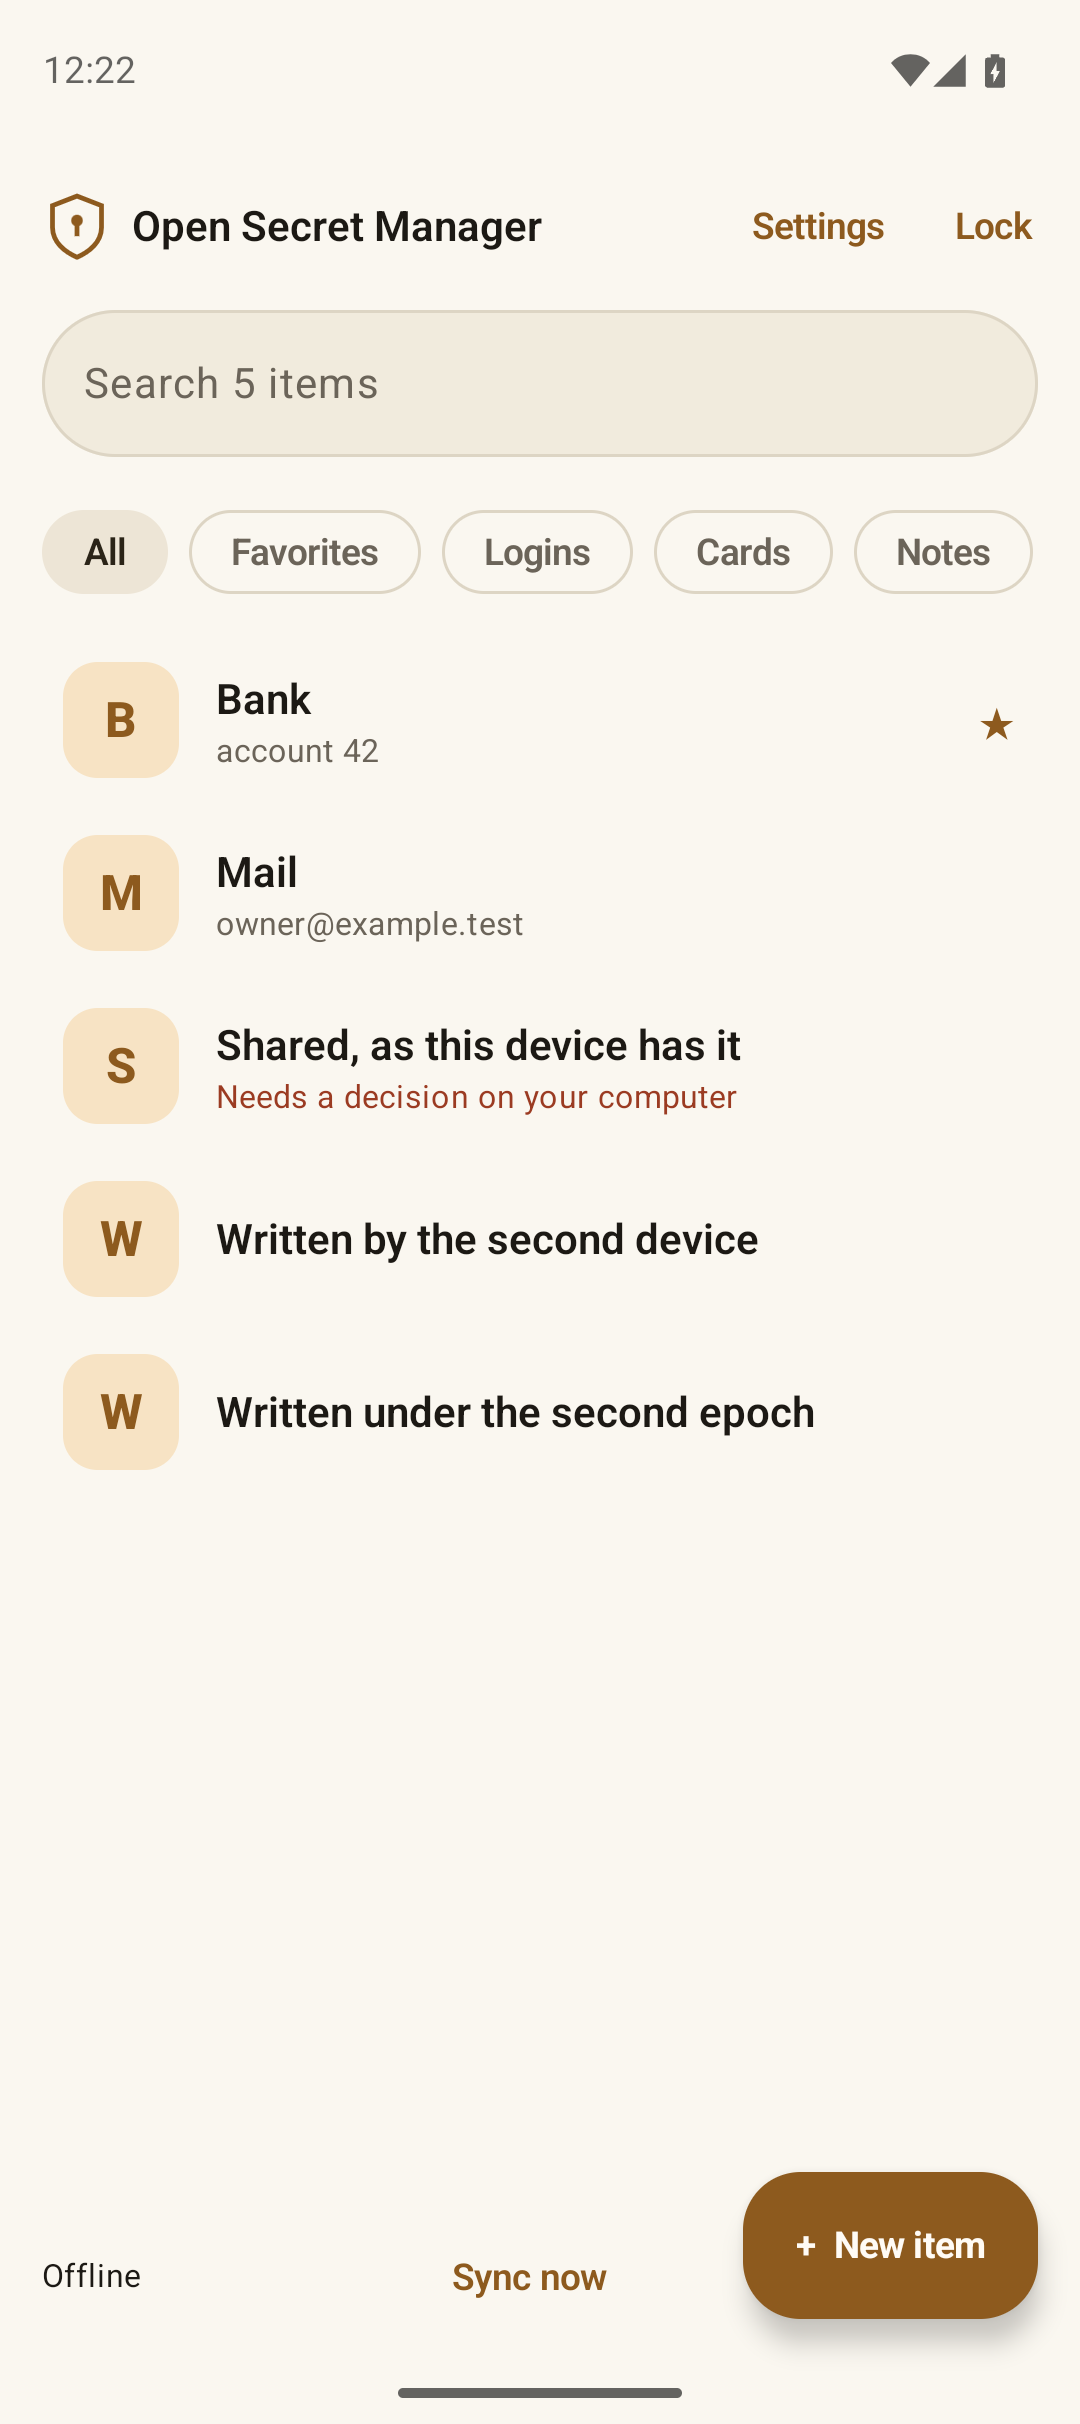 12:22
Open Secret Manager
Settings
Lock
Search 5 items
All
Favorites
Logins
Cards
Notes
B
Bank
account 42
M
Mail
owner@example.test
S
Shared, as this device has it
Needs a decision on your computer
W
Written by the second device
W
Written under the second epoch
Offline
Sync now
+ New item